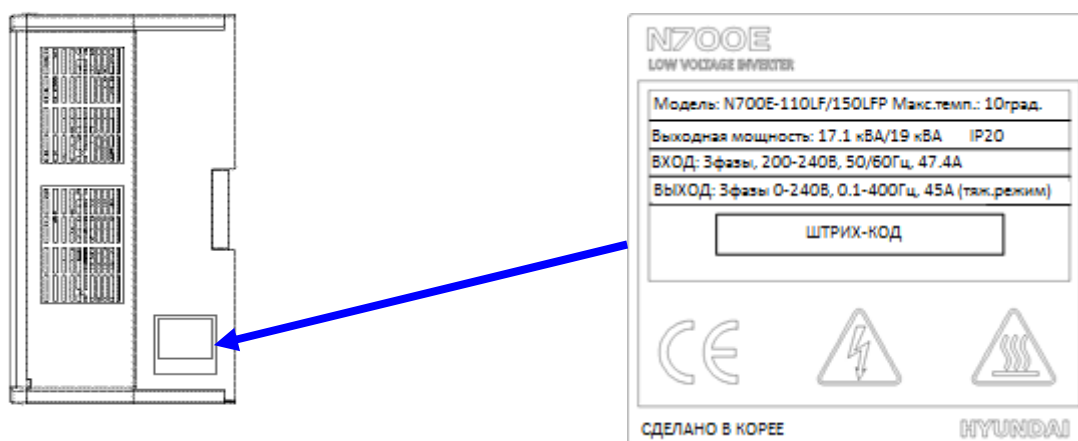 N700E
LOW VOLTAGE INVERTER
Модель: N700E-110LF/150LFP Макс.темп.: 10град.
Выходная мощность: 17.1 кВА/19 кВА IP20
ВХОД: 3фазы, 200-240В, 50/60Гц, 47.4А
ВЫХОД: 3фазы 0-240В, 0.1-400Гц, 45А (тяж.режим)
ШТРИХ-КОД
CE
СДЕЛАНО В КОРЕЕ HYUNDAI